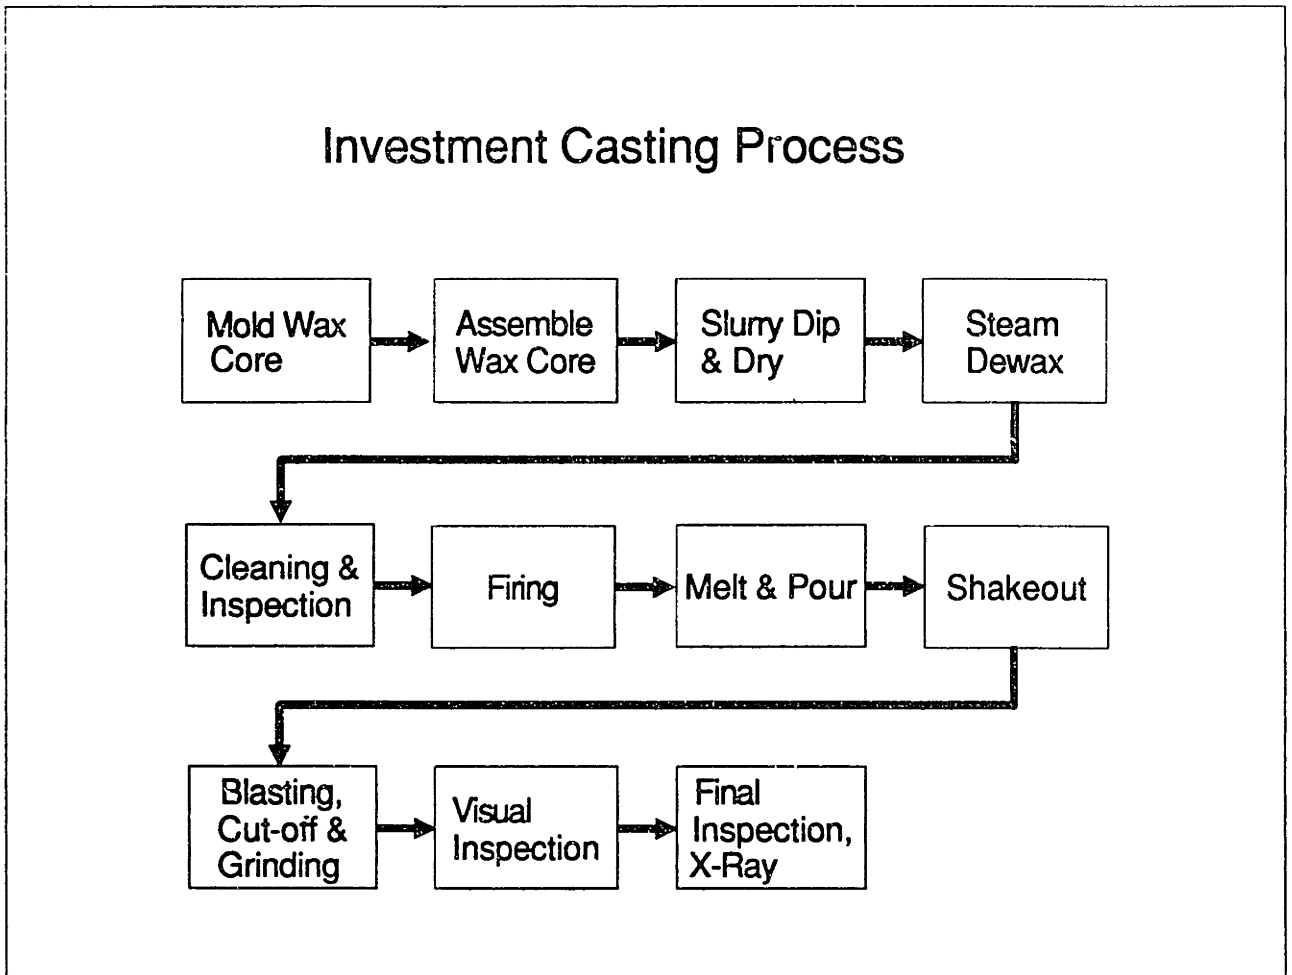 Investment Casting Process
Mold Wax
Core
Assemble
Wax Core
Slurry Dip
& Dry
Steam
Dewax
Cleaning &
Inspection
Firing
Melt & Pour
Shakeout
Blasting,
Cut-off &
Grinding
Visual
Inspection
Final
Inspection,
X-Ray